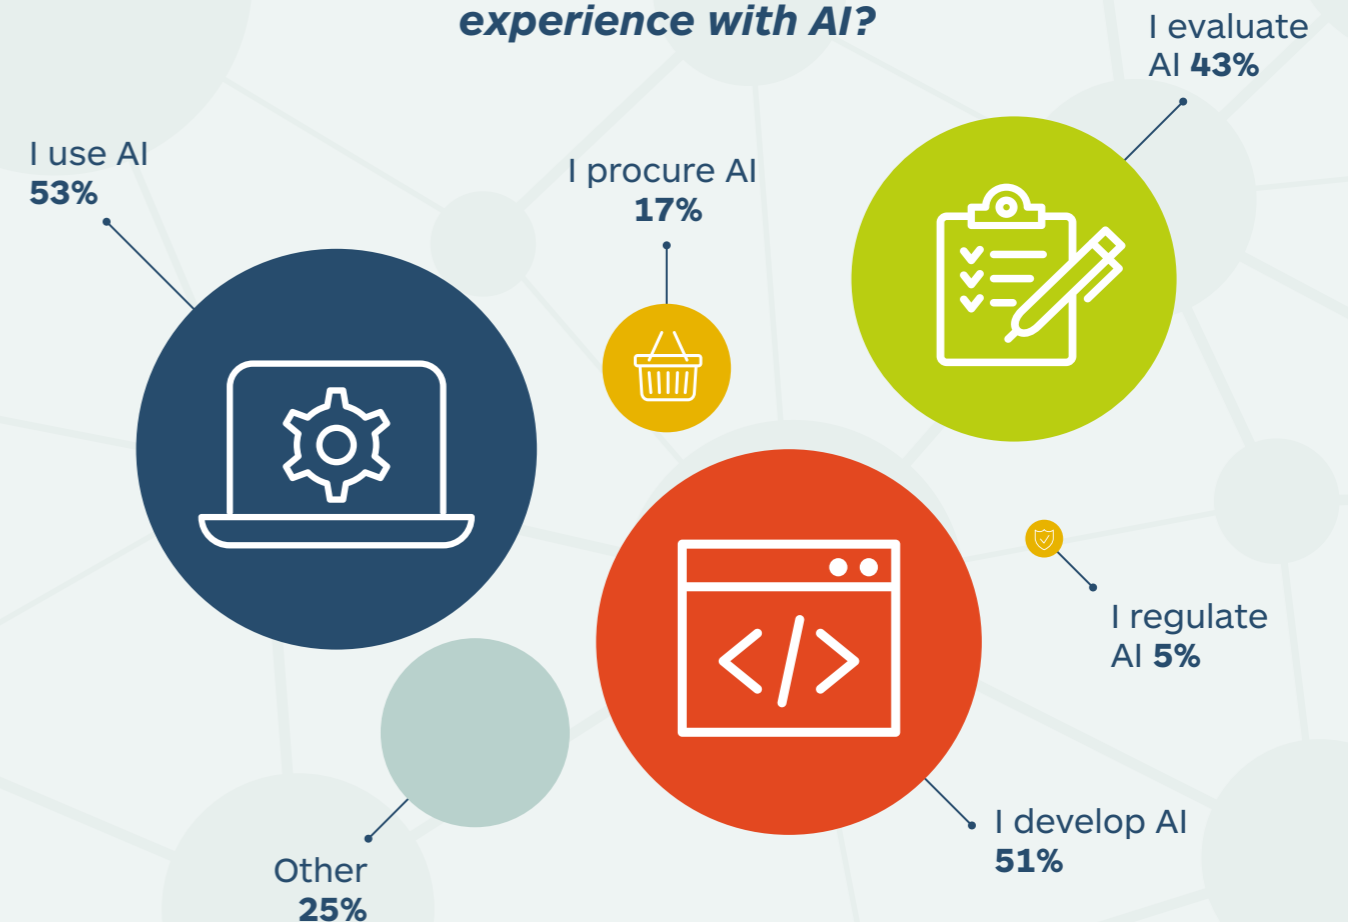 experience with AI?
I evaluate
AI 43%
I use AI
53%
I procure AI
17%
I regulate
AI 5%
I develop AI
51%
Other
25%